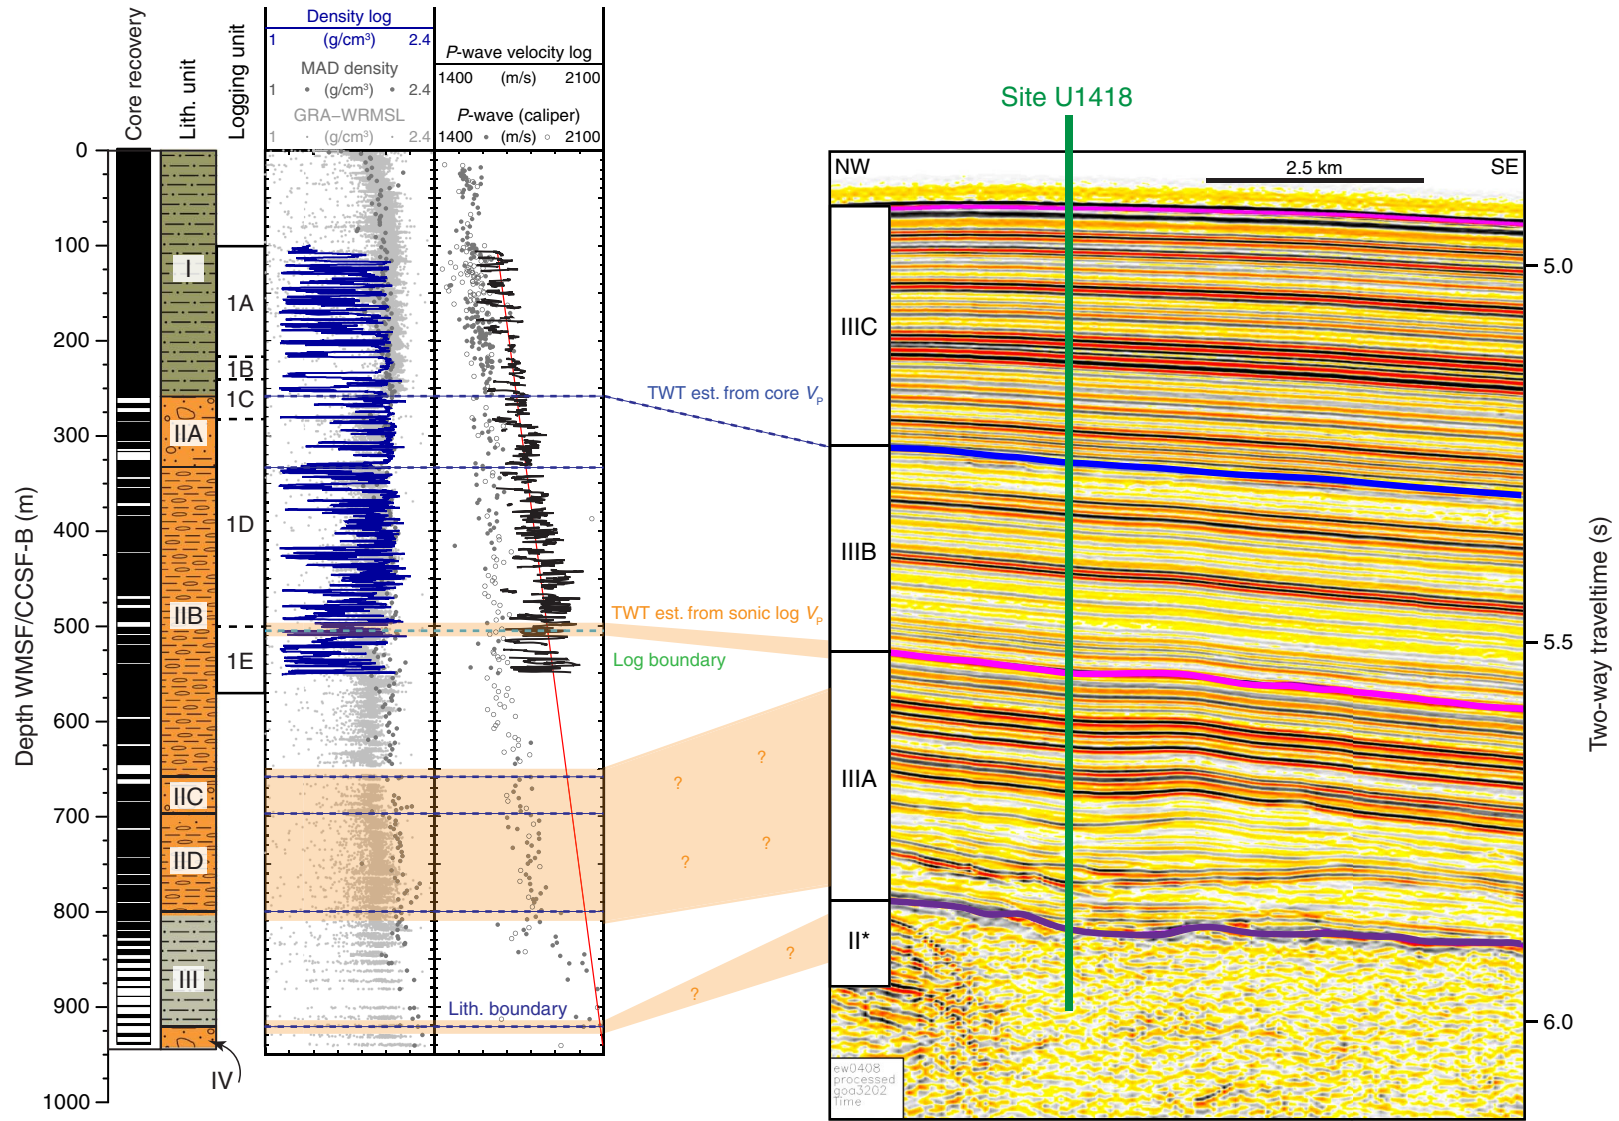 Core recovery
Lith. unit
Logging unit
Density log
1 (g/cm³) 2.4
MAD density
1 • (g/cm³) • 2.4
GRA–WRMSL
1 · (g/cm³) · 2.4
P-wave velocity log
1400 (m/s) 2100
P-wave (caliper)
1400 • (m/s) ○ 2100
Depth WMSF/CCSF-B (m)
0
100
200
300
400
500
600
700
800
900
1000
I
IIA
IIB
IIC
IID
III
IV
1A
1B
1C
1D
1E
TWT est. from core VP
TWT est. from sonic log VP
Log boundary
?
?
?
?
?
?
Lith. boundary
Site U1418
NW
2.5 km
SE
IIIC
IIIB
IIIA
II*
5.0
5.5
6.0
Two-way traveltime (s)
ew0408
processed
goa3202
Time